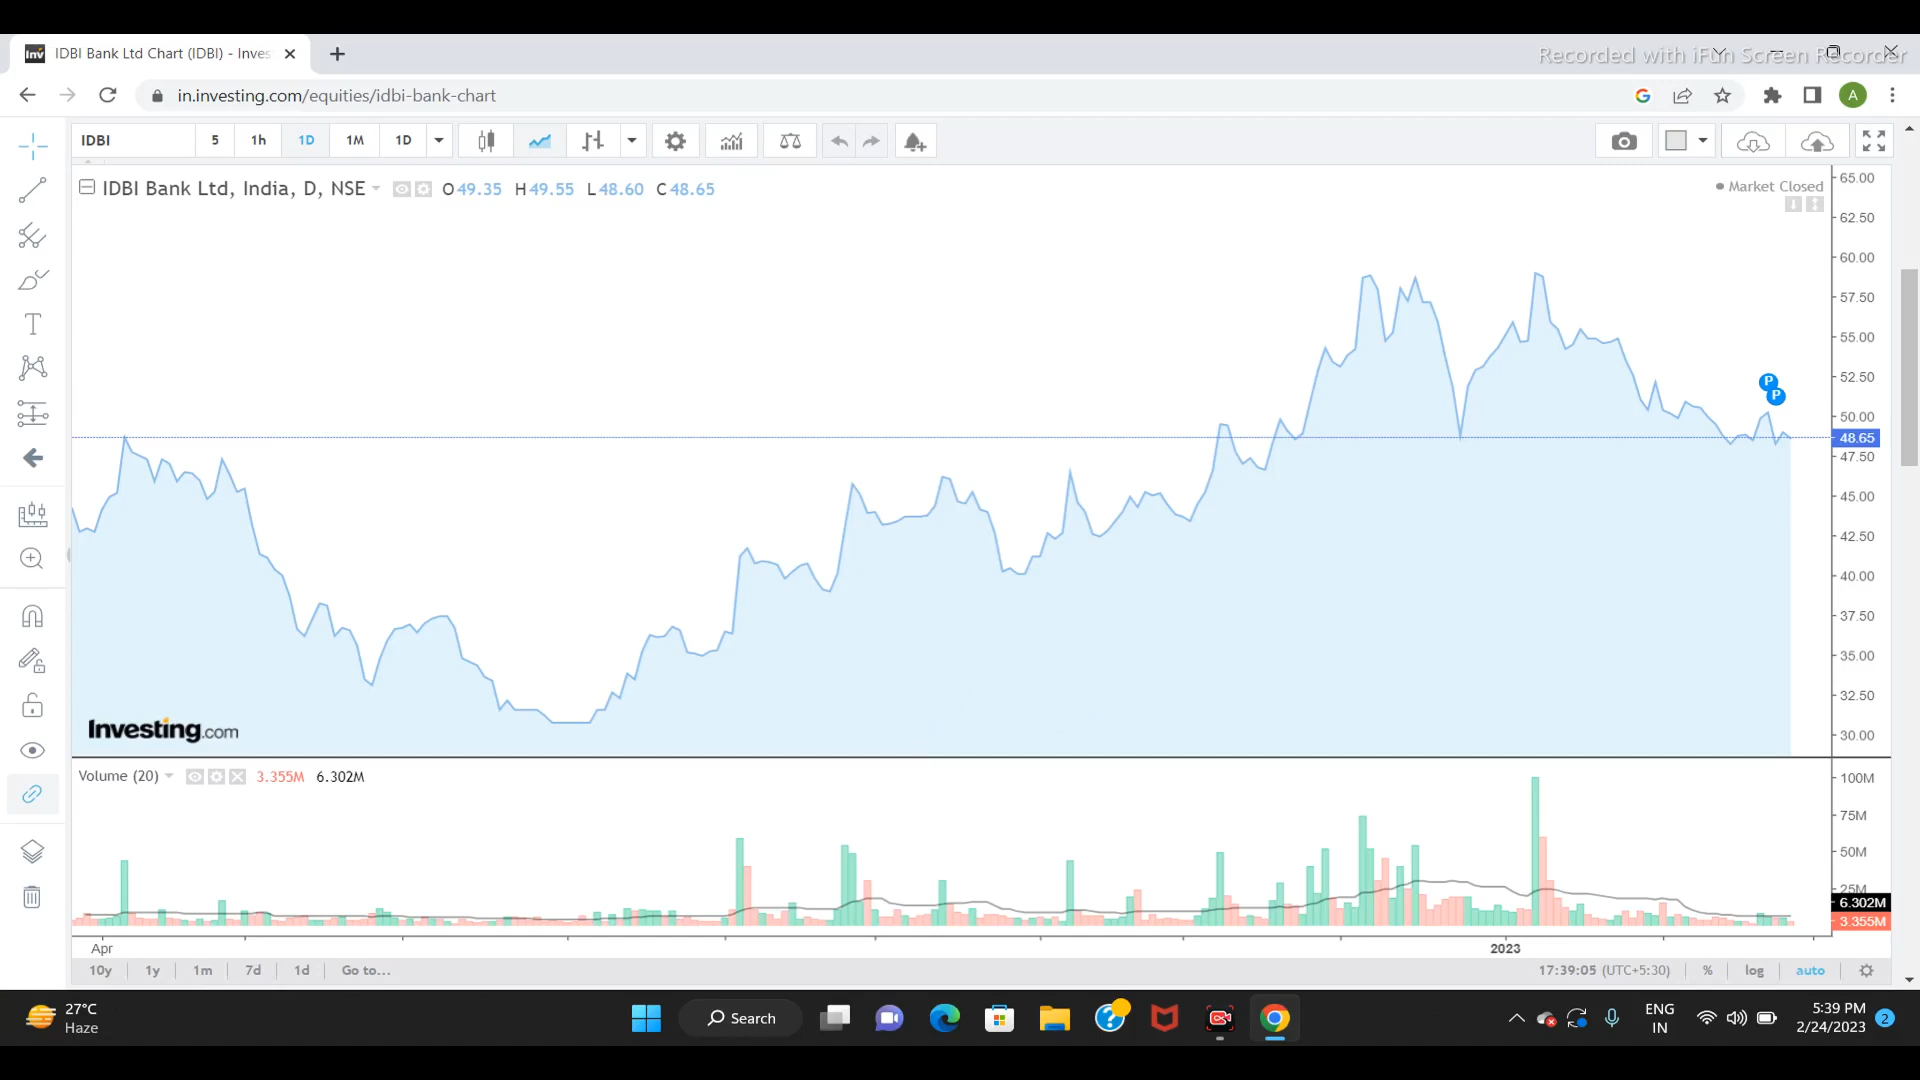 IDBI Bank Ltd Chart (IDBI) - Inves
Recorded with iFun Screen Recorder
in.investing.com/equities/idbi-bank-chart
A
IDBI 5 1h 1D 1M 1D
IDBI Bank Ltd, India, D, NSE O 49.35 H 49.55 L 48.60 C 48.65
Market Closed
65.00
62.50
60.00
57.50
55.00
52.50
P
P
50.00
48.65
47.50
45.00
42.50
40.00
37.50
35.00
32.50
30.00
Investing.com
Volume (20) 3.355M 6.302M
100M
75M
50M
25M
6.302M
3.355M
Apr 2023
10y 1y 1m 7d 1d Go to... 17:39:05 (UTC+5:30) % log auto
27°C
Haze
Search
ENG
IN
5:39 PM
2/24/2023
2